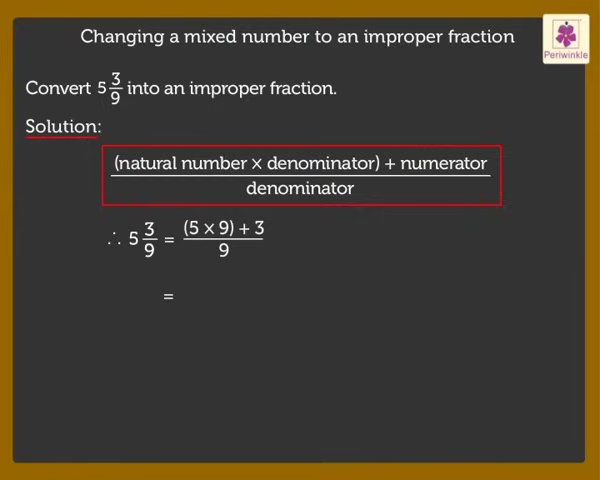 Changing a mixed number to an improper fraction
Periwinkle
Convert 5 3/9 into an improper fraction.
Solution:
(natural number × denominator) + numerator
denominator
∴ 5 3/9 = (5 × 9) + 3 / 9
=